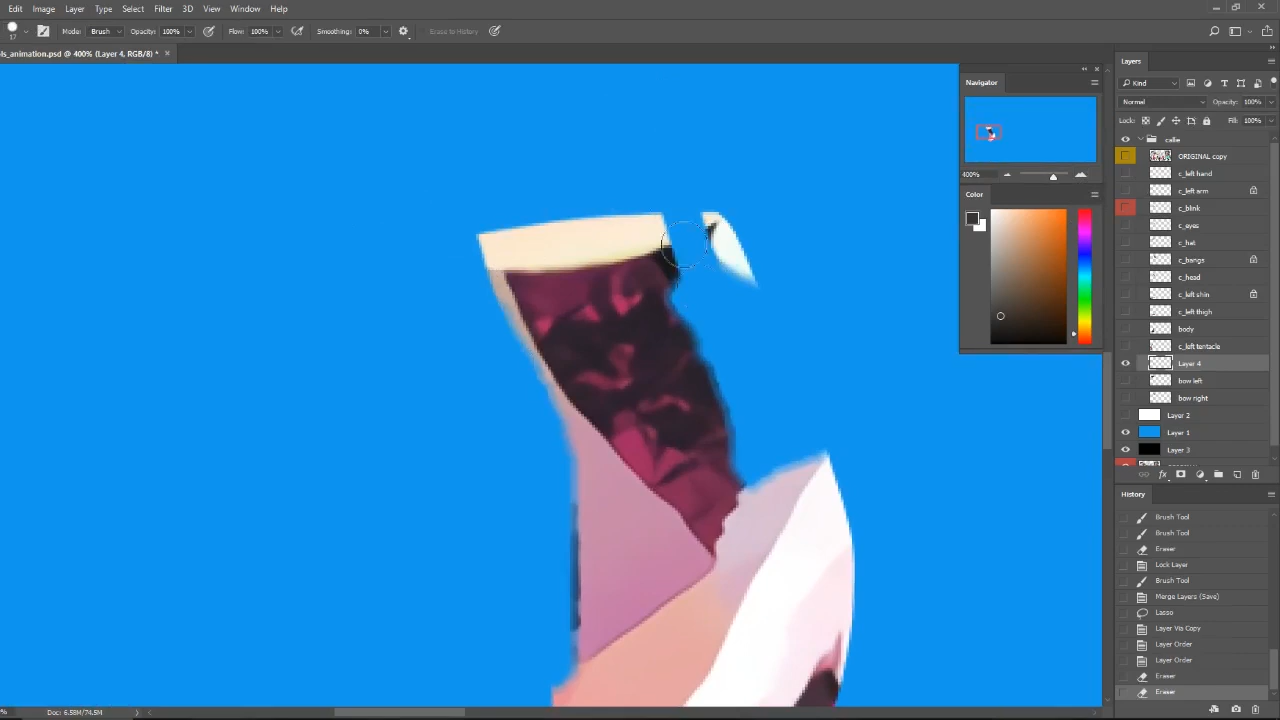 Edit Image Layer Type Select Filter 3D View Window Help
17 Mode: Brush Opacity: 100% Flow: 100% Smoothing: 0% Erase to History
ls_animation.psd @ 400% (Layer 4, RGB/8) * ×
Navigator
400%
Color
Layers
Kind
Normal Opacity: 100%
Lock: Fill: 100%
callie
ORIGINAL copy
c_left hand
c_left arm
c_blink
c_eyes
c_hat
c_bangs
c_head
c_left shin
c_left thigh
body
c_left tentacle
Layer 4
bow left
bow right
Layer 2
Layer 1
Layer 3
fx
History
Brush Tool
Brush Tool
Eraser
Lock Layer
Brush Tool
Merge Layers (Save)
Lasso
Layer Via Copy
Layer Order
Layer Order
Eraser
Eraser
% Doc: 6.58M/74.5M